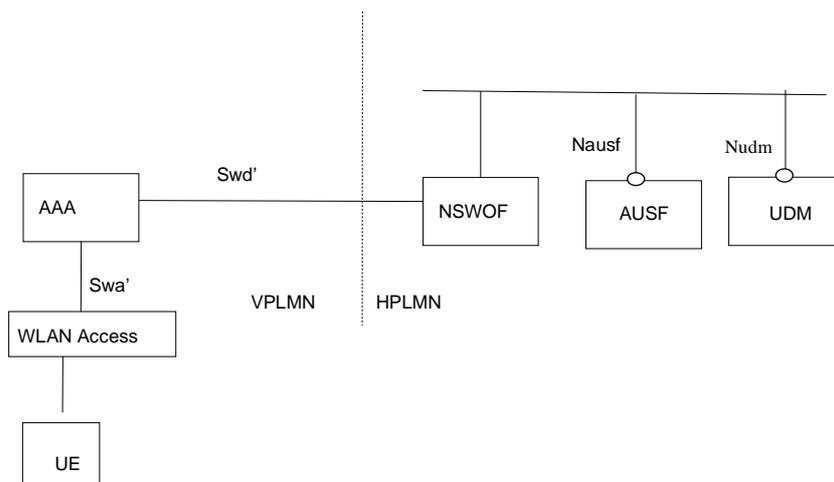 Nausf
Nudm
Swd’
AAA
NSWOF
AUSF
UDM
Swa’
VPLMN
HPLMN
WLAN Access
UE